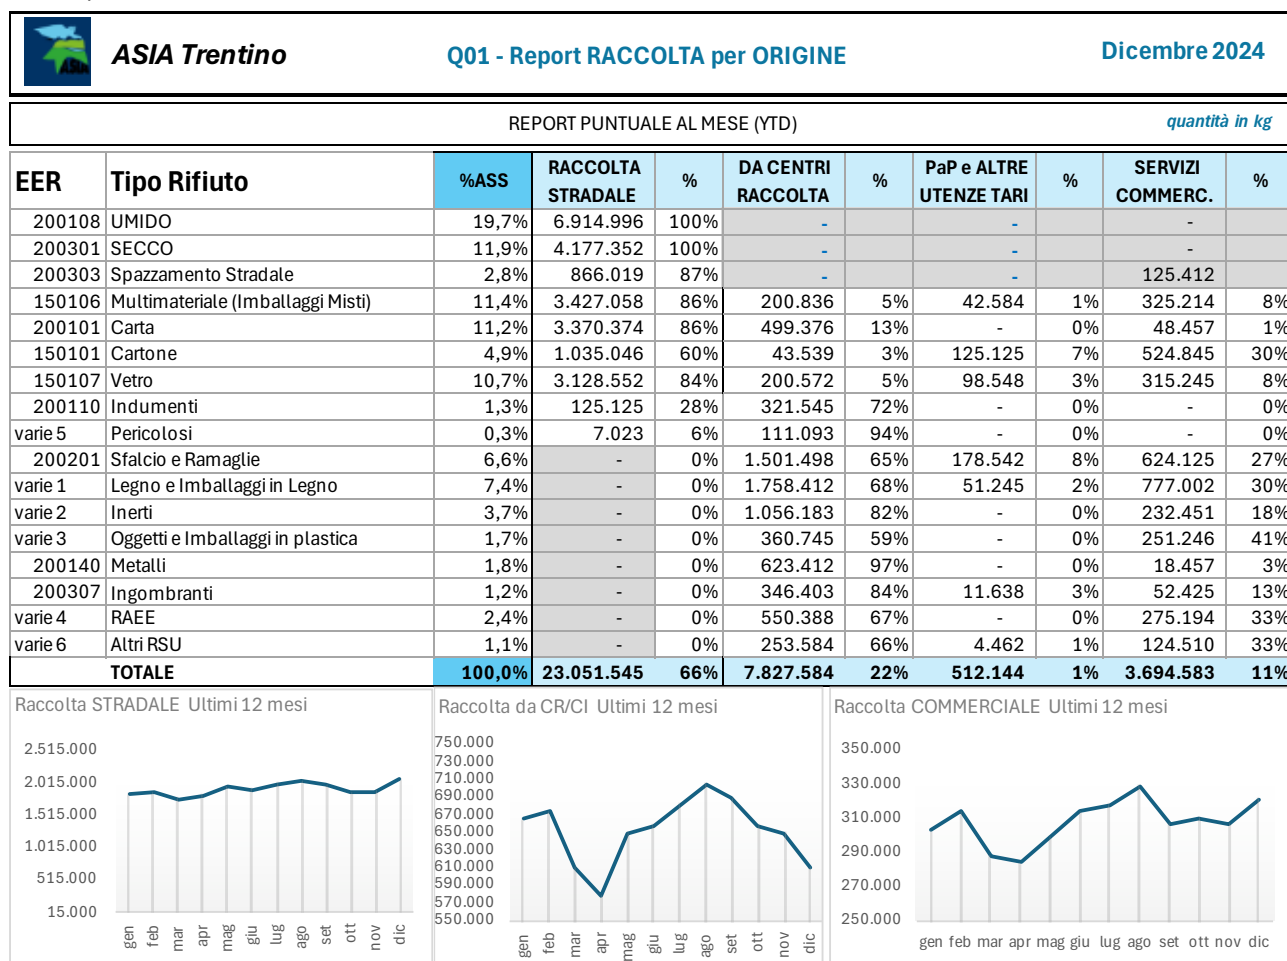 ASIA
ASIA Trentino
Q01 - Report RACCOLTA per ORIGINE
Dicembre 2024
REPORT PUNTUALE AL MESE (YTD)
quantità in kg
EER Tipo Rifiuto %ASS RACCOLTA STRADALE % DA CENTRI RACCOLTA % PaP e ALTRE UTENZE TARI % SERVIZI COMMERC. %
200108 UMIDO 19,7% 6.914.996 100% - - -
200301 SECCO 11,9% 4.177.352 100% - - -
200303 Spazzamento Stradale 2,8% 866.019 87% - - 125.412
150106 Multimateriale (Imballaggi Misti) 11,4% 3.427.058 86% 200.836 5% 42.584 1% 325.214 8%
200101 Carta 11,2% 3.370.374 86% 499.376 13% - 0% 48.457 1%
150101 Cartone 4,9% 1.035.046 60% 43.539 3% 125.125 7% 524.845 30%
150107 Vetro 10,7% 3.128.552 84% 200.572 5% 98.548 3% 315.245 8%
200110 Indumenti 1,3% 125.125 28% 321.545 72% - 0% - 0%
varie 5 Pericolosi 0,3% 7.023 6% 111.093 94% - 0% - 0%
200201 Sfalcio e Ramaglie 6,6% - 0% 1.501.498 65% 178.542 8% 624.125 27%
varie 1 Legno e Imballaggi in Legno 7,4% - 0% 1.758.412 68% 51.245 2% 777.002 30%
varie 2 Inerti 3,7% - 0% 1.056.183 82% - 0% 232.451 18%
varie 3 Oggetti e Imballaggi in plastica 1,7% - 0% 360.745 59% - 0% 251.246 41%
200140 Metalli 1,8% - 0% 623.412 97% - 0% 18.457 3%
200307 Ingombranti 1,2% - 0% 346.403 84% 11.638 3% 52.425 13%
varie 4 RAEE 2,4% - 0% 550.388 67% - 0% 275.194 33%
varie 6 Altri RSU 1,1% - 0% 253.584 66% 4.462 1% 124.510 33%
TOTALE 100,0% 23.051.545 66% 7.827.584 22% 512.144 1% 3.694.583 11%
Raccolta STRADALE Ultimi 12 mesi
2.515.000
2.015.000
1.515.000
1.015.000
515.000
15.000
gen feb mar apr mag giu lug ago set ott nov dic
Raccolta da CR/CI Ultimi 12 mesi
750.000
730.000
710.000
690.000
670.000
650.000
630.000
610.000
590.000
570.000
550.000
gen feb mar apr mag giu lug ago set ott nov dic
Raccolta COMMERCIALE Ultimi 12 mesi
350.000
330.000
310.000
290.000
270.000
250.000
gen feb mar apr mag giu lug ago set ott nov dic